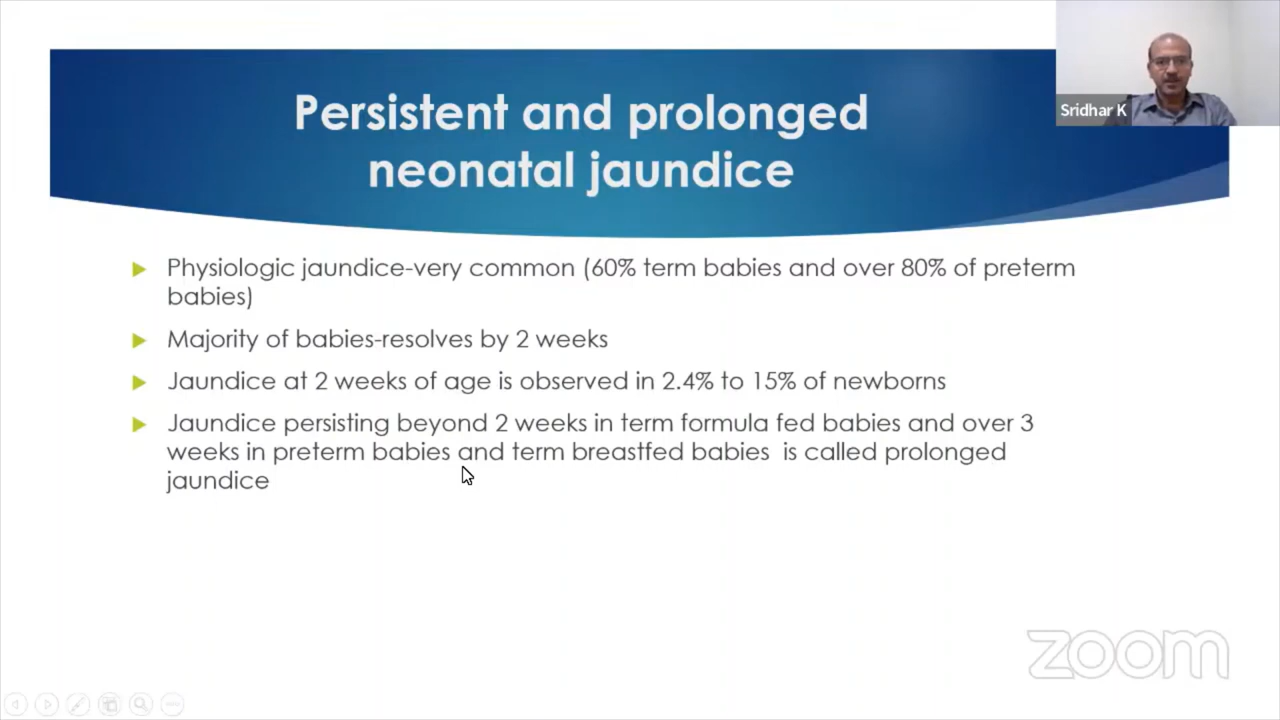 Persistent and prolonged
neonatal jaundice
Sridhar K
Physiologic jaundice-very common (60% term babies and over 80% of preterm
babies)
Majority of babies-resolves by 2 weeks
Jaundice at 2 weeks of age is observed in 2.4% to 15% of newborns
Jaundice persisting beyond 2 weeks in term formula fed babies and over 3
weeks in preterm babies and term breastfed babies  is called prolonged
jaundice
zoom